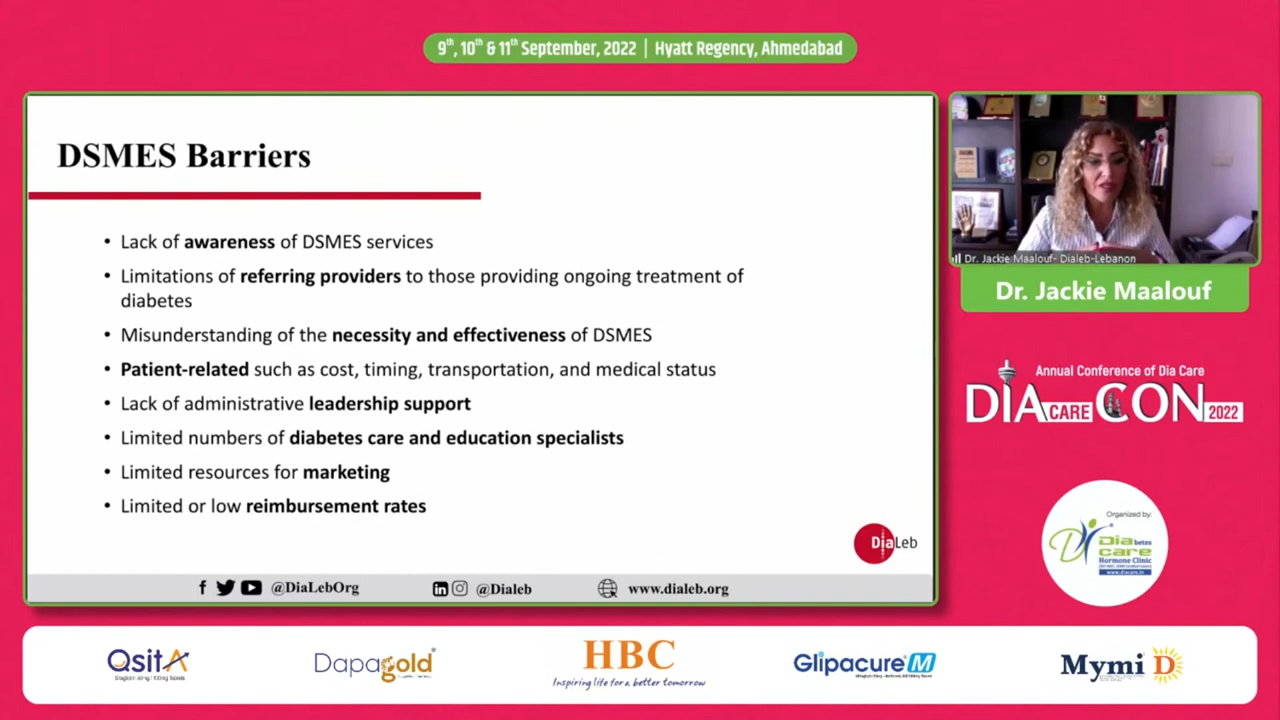 9th, 10th & 11th September, 2022 | Hyatt Regency, Ahmedabad
DSMES Barriers
• Lack of awareness of DSMES services
• Limitations of referring providers to those providing ongoing treatment of
diabetes
• Misunderstanding of the necessity and effectiveness of DSMES
• Patient-related such as cost, timing, transportation, and medical status
• Lack of administrative leadership support
• Limited numbers of diabetes care and education specialists
• Limited resources for marketing
• Limited or low reimbursement rates
DiaLeb
@DiaLebOrg
@Dialeb
www.dialeb.org
Dr. Jackie Maalouf- Dialeb-Lebanon
Dr. Jackie Maalouf
Annual Conference of Dia Care
DIA CARE CON 2022
Organized by:
Diabetes
care
Hormone Clinic
www.diacare.in
QsitA
Dapagold
HBC
Inspiring life for a better tomorrow
Glipacure M
Mymi D